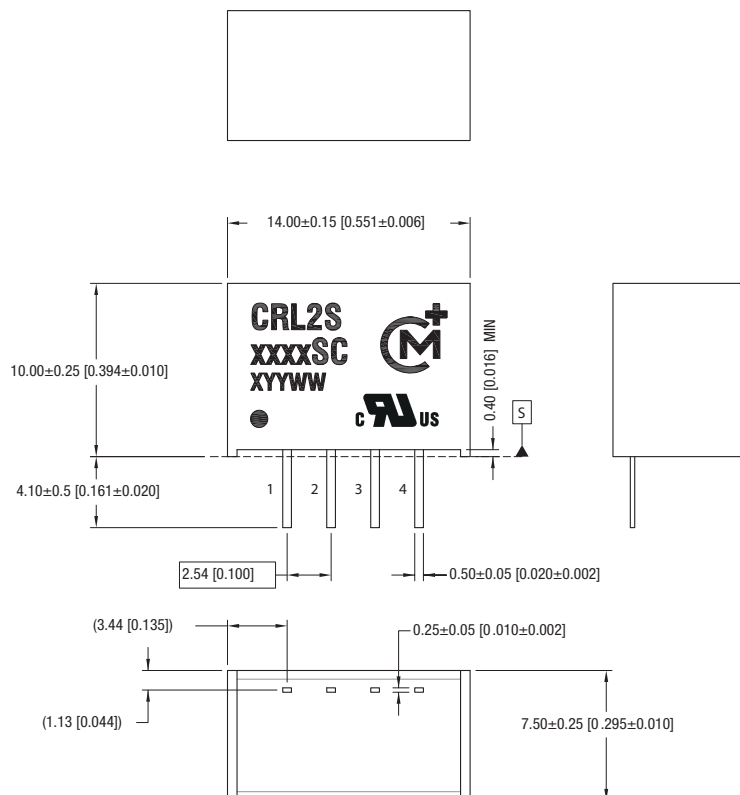 14.00±0.15 [0.551±0.006]
CRL2S
XXXXSC
XYYWW
CM+
C RU US
10.00±0.25 [0.394±0.010]
0.40 [0.016] MIN
S
4.10±0.5 [0.161±0.020]
1 2 3 4
2.54 [0.100]
0.50±0.05 [0.020±0.002]
(3.44 [0.135])
0.25±0.05 [0.010±0.002]
(1.13 [0.044])
7.50±0.25 [0.295±0.010]